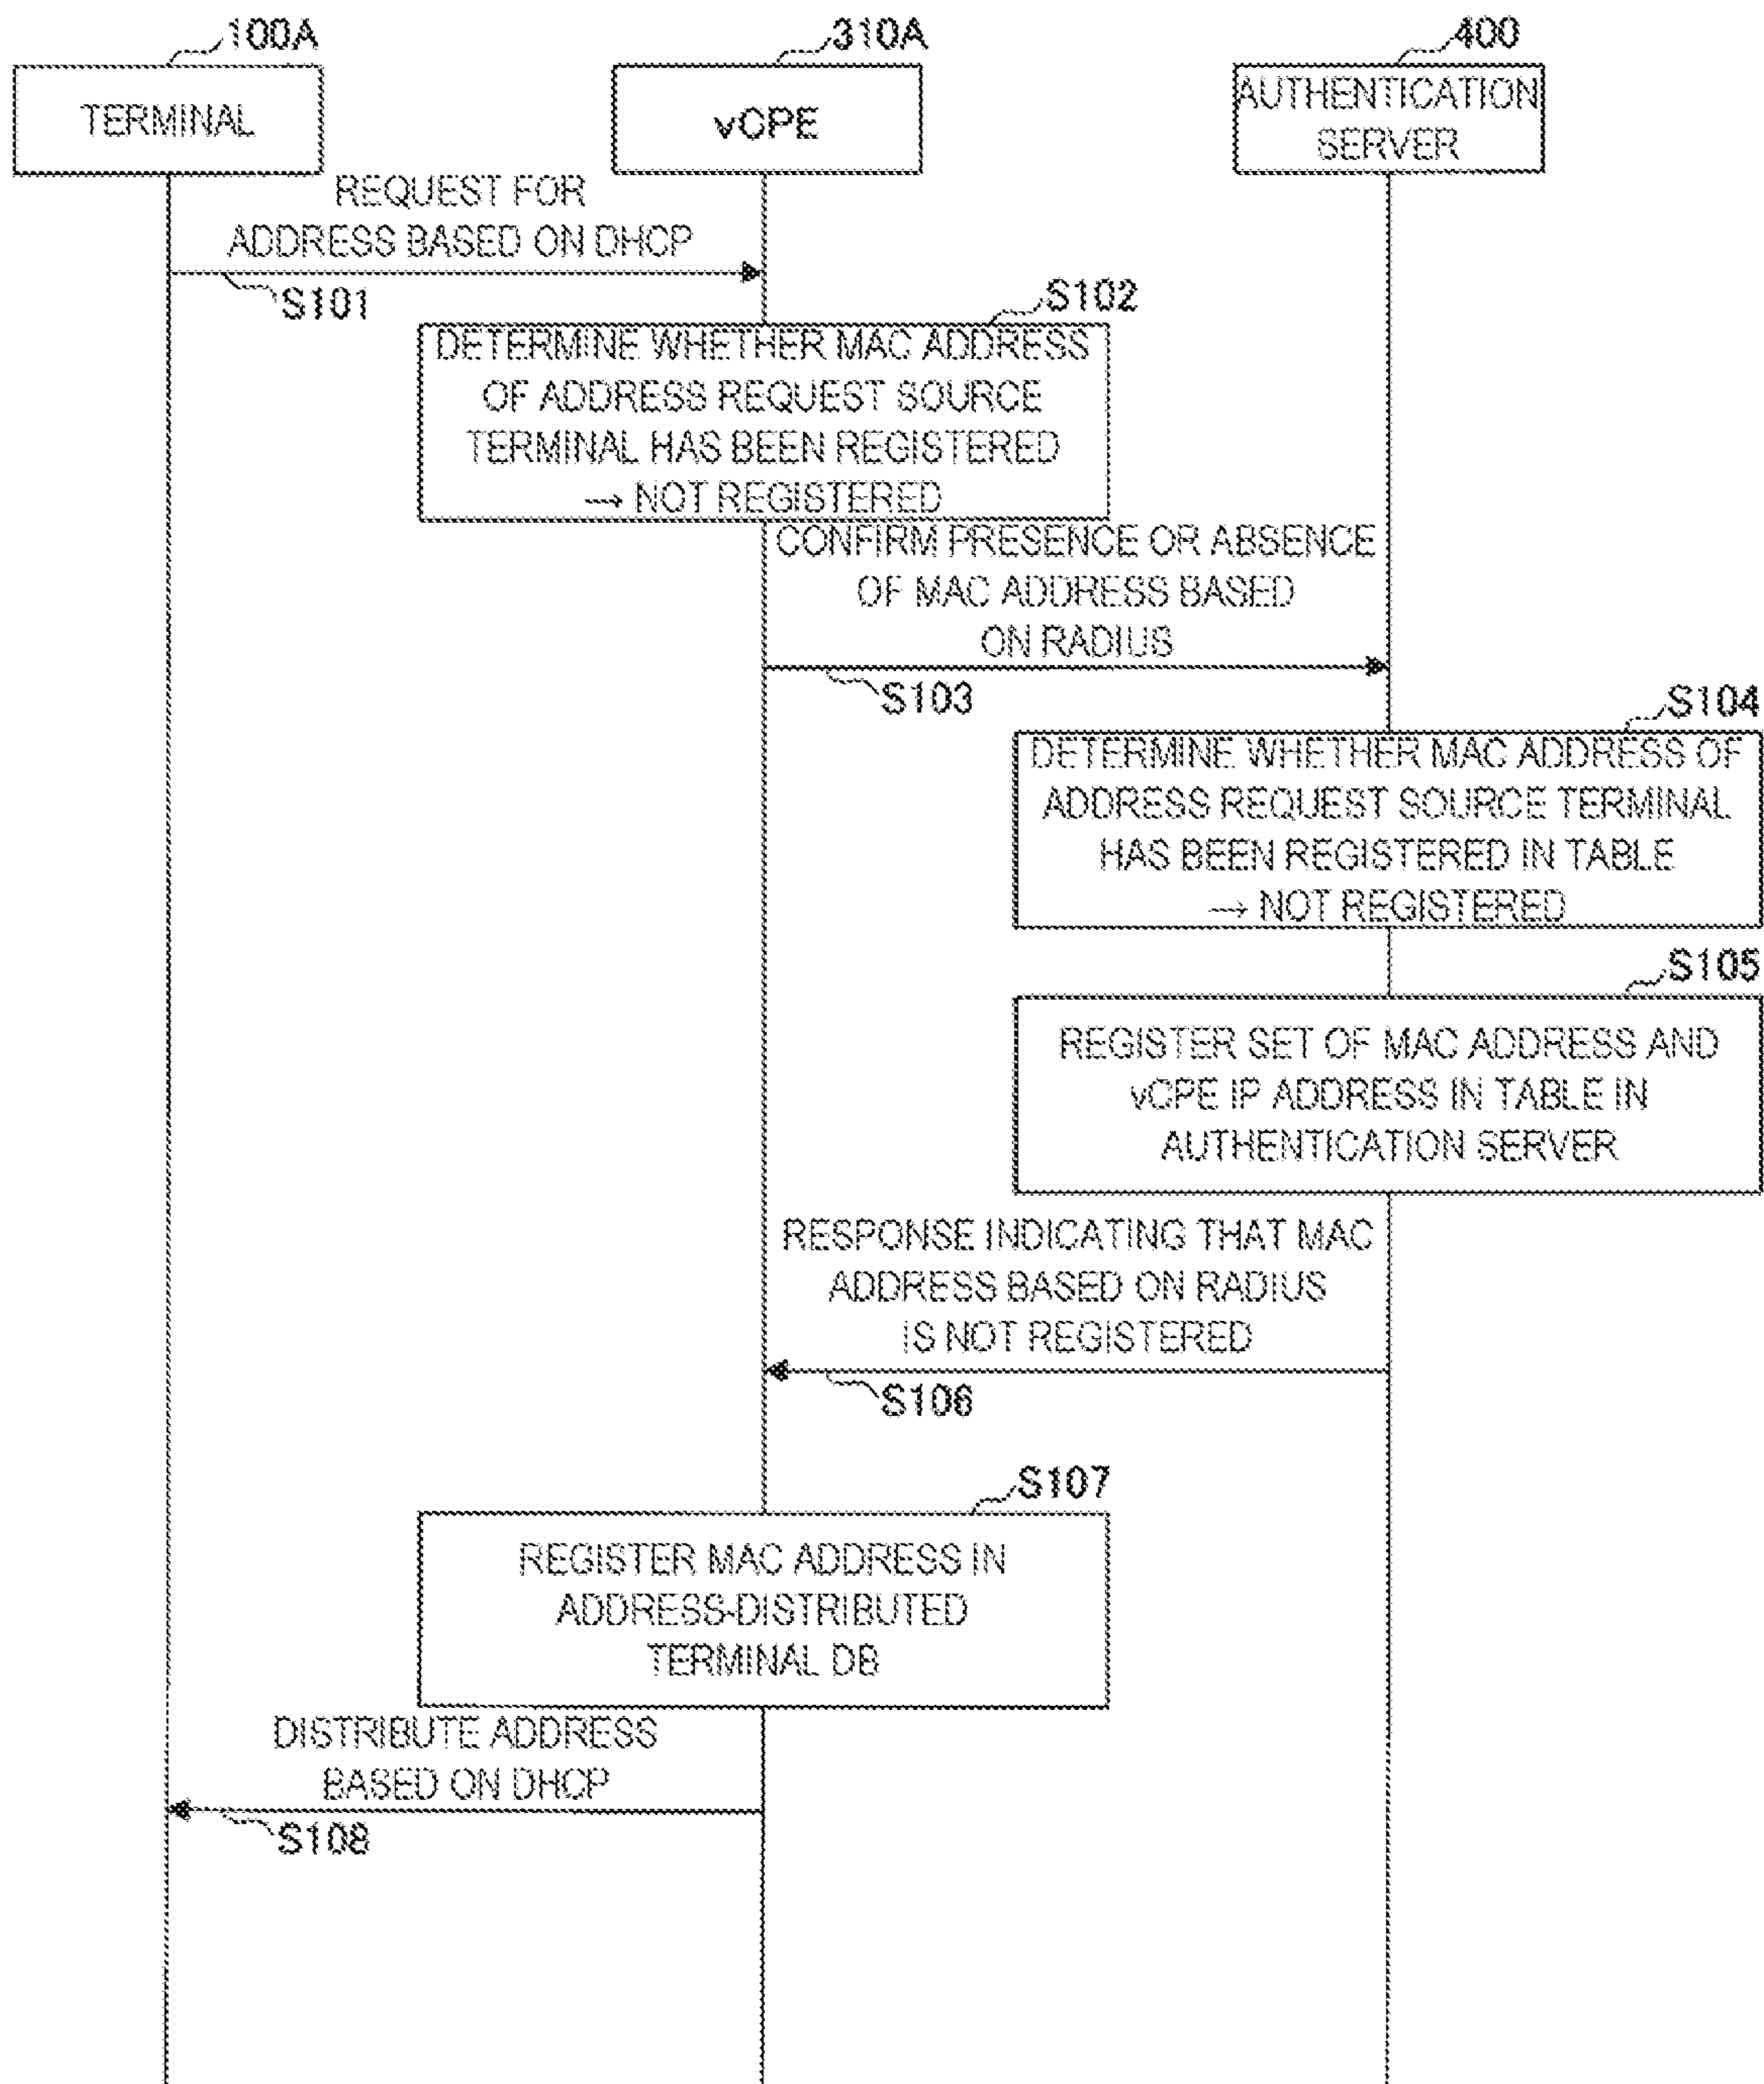 100A
310A
400
TERMINAL
vCPE
AUTHENTICATION
SERVER
REQUEST FOR
ADDRESS BASED ON DHCP
S101
S102
DETERMINE WHETHER MAC ADDRESS
OF ADDRESS REQUEST SOURCE
TERMINAL HAS BEEN REGISTERED
→ NOT REGISTERED
CONFIRM PRESENCE OR ABSENCE
OF MAC ADDRESS BASED
ON RADIUS
S103
S104
DETERMINE WHETHER MAC ADDRESS OF
ADDRESS REQUEST SOURCE TERMINAL
HAS BEEN REGISTERED IN TABLE
→ NOT REGISTERED
S105
REGISTER SET OF MAC ADDRESS AND
vCPE IP ADDRESS IN TABLE IN
AUTHENTICATION SERVER
RESPONSE INDICATING THAT MAC
ADDRESS BASED ON RADIUS
IS NOT REGISTERED
S106
S107
REGISTER MAC ADDRESS IN
ADDRESS-DISTRIBUTED
TERMINAL DB
DISTRIBUTE ADDRESS
BASED ON DHCP
S108